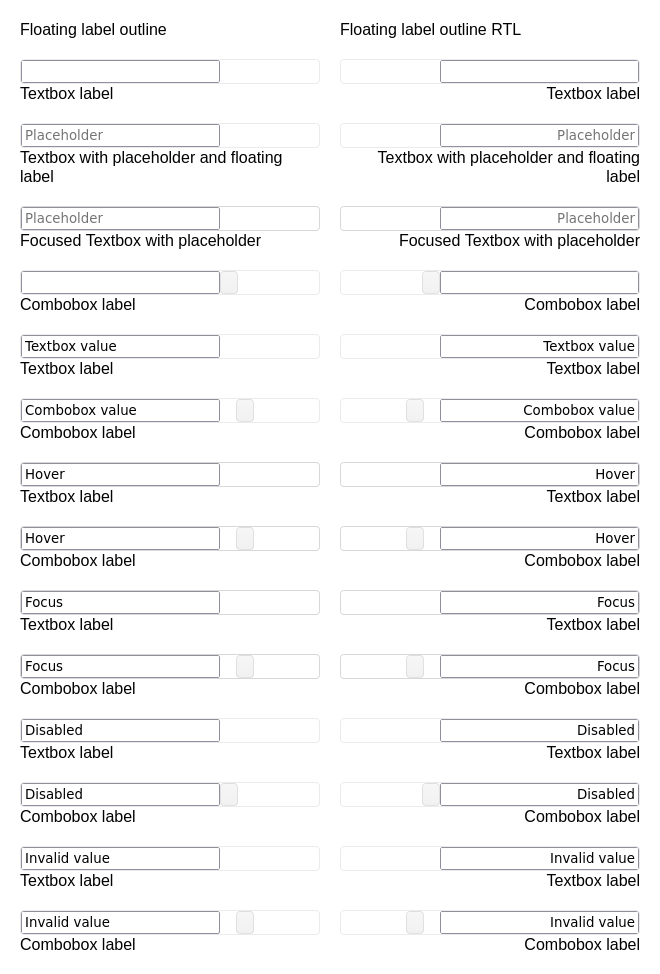 Floating label outline
Textbox label
Placeholder
Textbox with placeholder and floating
label
Placeholder
Focused Textbox with placeholder
Combobox label
Textbox value
Textbox label
Combobox value
Combobox label
Hover
Textbox label
Hover
Combobox label
Focus
Textbox label
Focus
Combobox label
Disabled
Textbox label
Disabled
Combobox label
Invalid value
Textbox label
Invalid value
Combobox label
Floating label outline RTL
Textbox label
Placeholder
Textbox with placeholder and floating
label
Placeholder
Focused Textbox with placeholder
Combobox label
Textbox value
Textbox label
Combobox value
Combobox label
Hover
Textbox label
Hover
Combobox label
Focus
Textbox label
Focus
Combobox label
Disabled
Textbox label
Disabled
Combobox label
Invalid value
Textbox label
Invalid value
Combobox label